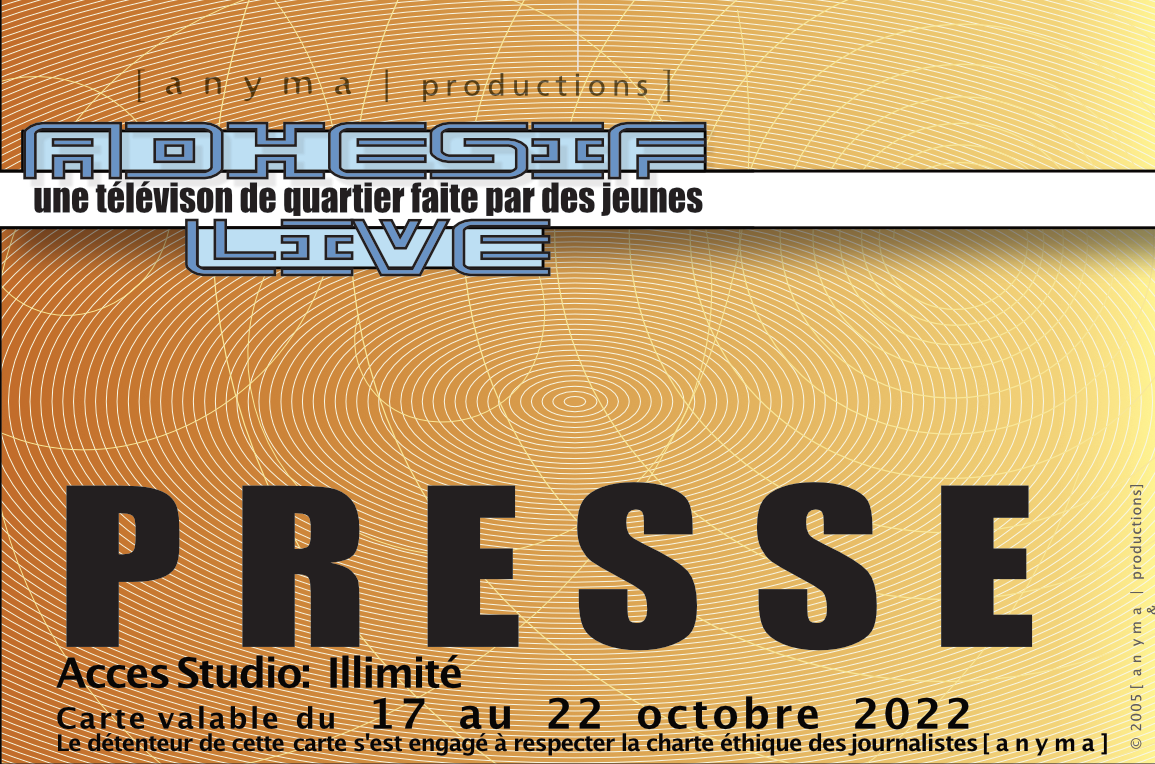 [ a n y m a | productions ]
ADHESIF
une télévison de quartier faite par des jeunes
LIVE
PRESSE
Acces Studio: Illimité
Carte valable du 17 au 22 octobre 2022
Le détenteur de cette carte s'est engagé à respecter la charte éthique des journalistes [ a n y m a ]
© 2005 [ a n y m a | productions]
&